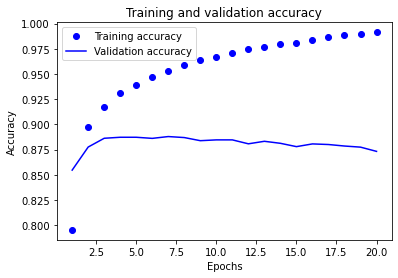 Training and validation accuracy
Training accuracy
Validation accuracy
1.000
0.975
0.950
0.925
0.900
0.875
0.850
0.825
0.800
Accuracy
2.5 5.0 7.5 10.0 12.5 15.0 17.5 20.0
Epochs